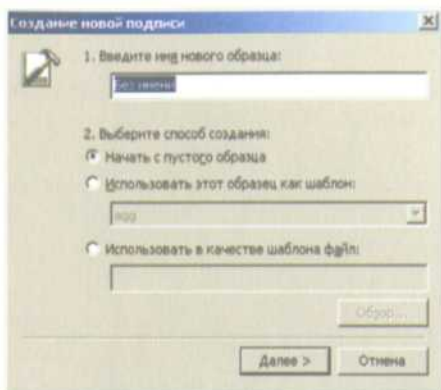 Создание новой подписи
1. Введите имя нового образца:
Без имени
2. Выберите способ создания:
Начать с пустого образца
Использовать этот образец как шаблон:
Использовать в качестве шаблона файл:
Обзор...
Далее >
Отмена